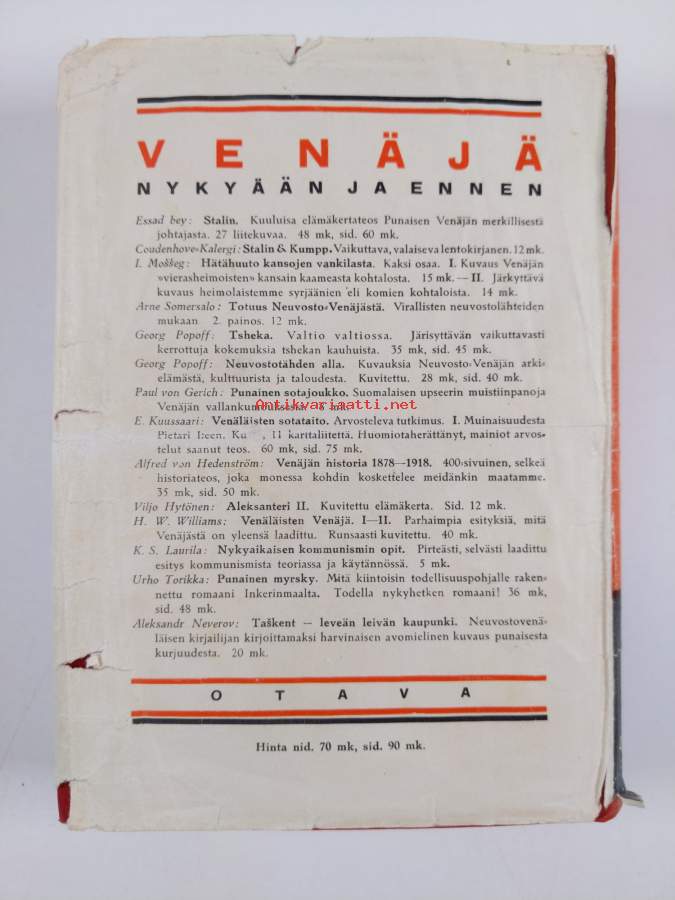 VENÄJÄ
NYKYÄÄN JA ENNEN
Essad bey: Stalin. Kuuluisa elämäkertateos Punaisen Venäjän merkillisestä
johtajasta. 27 liitekuvaa. 48 mk, sid. 60 mk.
Coudenhove-Kalergi: Stalin & Kumpp. Vaikuttava, valaiseva lentokirjanen. 12 mk.
I. Moššeg: Hätähuuto kansojen vankilasta. Kaksi osaa. I. Kuvaus Venäjän
»vierasheimoisten» kansain kaameasta kohtalosta. 15 mk. — II. Järkyttävä
kuvaus heimolaistemme syrjäänien eli komien kohtaloista. 14 mk.
Arne Somersalo: Totuus Neuvosto-Venäjästä. Virallisten neuvostolähteiden
mukaan. 2. painos. 12 mk.
Georg Popoff: Tsheka. Valtio valtiossa. Järisyttävän vaikuttavasti
kerrottuja kokemuksia tshekan kauhuista. 35 mk, sid. 45 mk.
Georg Popoff: Neuvostotähden alla. Kuvauksia Neuvosto-Venäjän arki-
elämästä, kulttuurista ja taloudesta. Kuvitettu. 28 mk, sid. 40 mk.
Paul von Gerich: Punainen sotajoukko. Suomalaisen upseerin muistiinpanoja
Venäjän vallankumouksesta. mk.
Antikvariaatti.net
E. Kuussaari: Venäläisten sotataito. Arvosteleva tutkimus. I. Muinaisuudesta
Pietari I:een. 11 karttaliitettä. Huomiotaherättänyt, mainiot arvos-
telut saanut teos. 60 mk, sid. 75 mk.
Alfred von Hedenström: Venäjän historia 1878—1918. 400-sivuinen, selkeä
historiateos, joka monessa kohdin koskettelee meidänkin maatamme.
35 mk, sid. 50 mk.
Viljo Hytönen: Aleksanteri II. Kuvitettu elämäkerta. Sid. 12 mk.
H. W. Williams: Venäläisten Venäjä. I—II. Parhaimpia esityksiä, mitä
Venäjästä on yleensä laadittu. Runsaasti kuvitettu. 40 mk.
K. S. Laurila: Nykyaikaisen kommunismin opit. Pirteästi, selvästi laadittu
esitys kommunismista teoriassa ja käytännössä. 5 mk.
Urho Torikka: Punainen myrsky. Mitä kiintoisin todellisuuspohjalle raken-
nettu romaani Inkerinmaalta. Todella nykyhetken romaani! 36 mk,
sid. 48 mk.
Aleksandr Neverov: Taškent — leveän leivän kaupunki. Neuvostovenä-
läisen kirjailijan kirjoittamaksi harvinaisen avomielinen kuvaus punaisesta
kurjuudesta. 20 mk.
OTAVA
Hinta nid. 70 mk, sid. 90 mk.